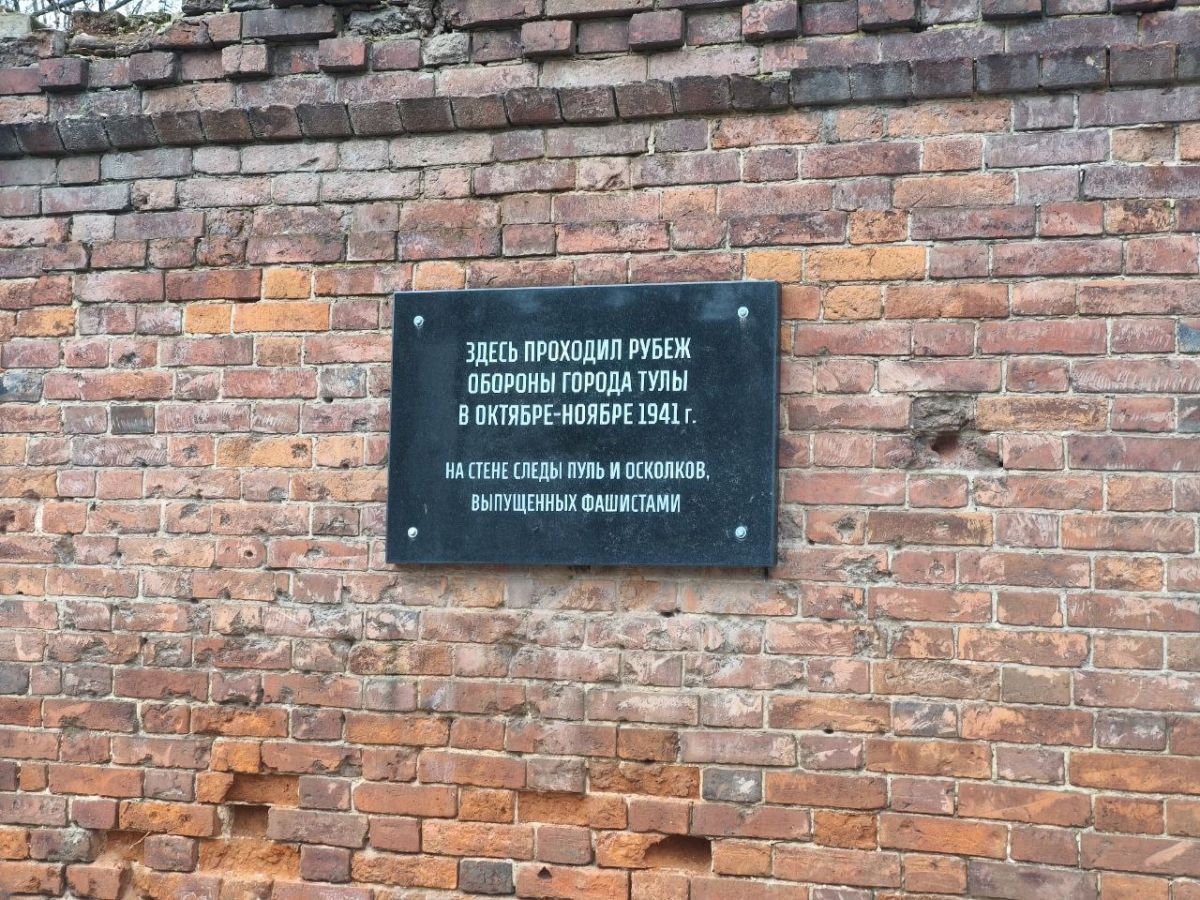 ЗДЕСЬ ПРОХОДИЛ РУБЕЖ
ОБОРОНЫ ГОРОДА ТУЛЫ
В ОКТЯБРЕ-НОЯБРЕ 1941 г.
НА СТЕНЕ СЛЕДЫ ПУЛЬ И ОСКОЛКОВ,
ВЫПУЩЕННЫХ ФАШИСТАМИ